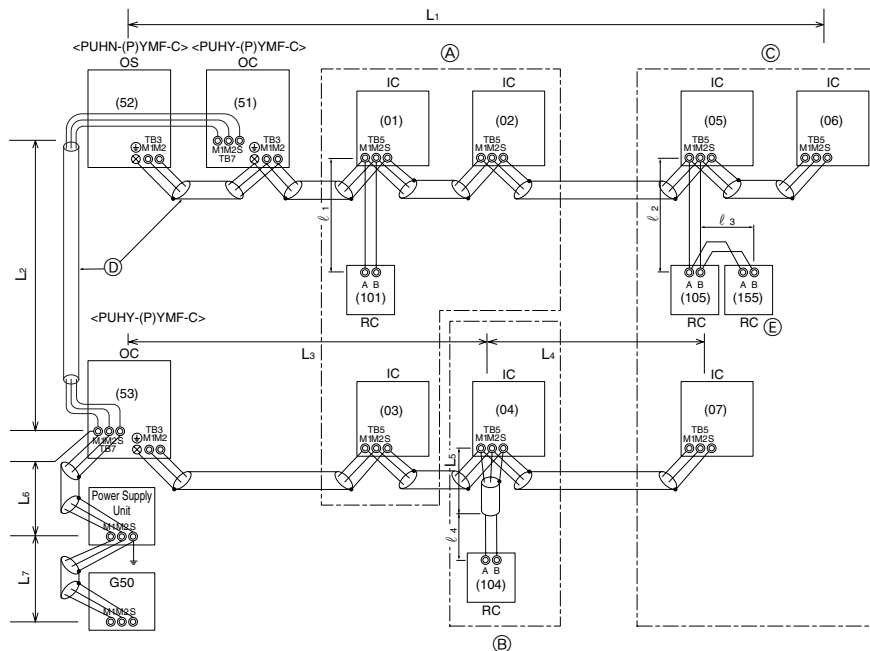 L1
<PUHN-(P)YMF-C> <PUHY-(P)YMF-C>
OS OC
A C
IC IC IC IC
(52) (51) (01) (02) (05) (06)
TB3 TB3 TB5 TB5 TB5 TB5
M1M2 M1M2S M1M2 M1M2S M1M2S M1M2S M1M2S
TB7
L2
ℓ1 ℓ2 ℓ3
D
A B A B A B
(101) (105) (155)
RC RC RC E
<PUHY-(P)YMF-C>
L3 L4
OC IC IC IC
(53) (03) (04) (07)
TB3 TB5 TB5 TB5
M1M2S M1M2 M1M2S M1M2S M1M2S
TB7
L5
L6
Power Supply
Unit
M1M2S
ℓ4
A B
(104)
RC
L7
G50
M1M2S
B